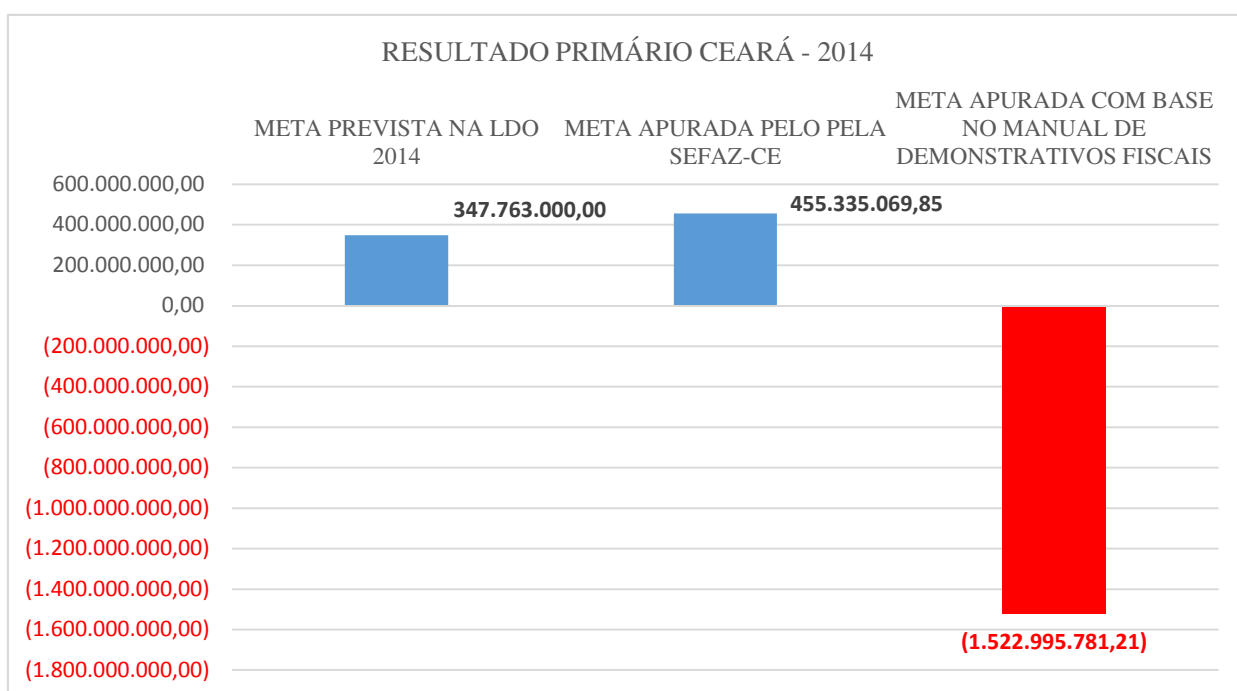 RESULTADO PRIMÁRIO CEARÁ - 2014
META PREVISTA NA LDO
2014
META APURADA PELO PELA
SEFAZ-CE
META APURADA COM BASE
NO MANUAL DE
DEMONSTRATIVOS FISCAIS
600.000.000,00
400.000.000,00
200.000.000,00
0,00
(200.000.000,00)
(400.000.000,00)
(600.000.000,00)
(800.000.000,00)
(1.000.000.000,00)
(1.200.000.000,00)
(1.400.000.000,00)
(1.600.000.000,00)
(1.800.000.000,00)
347.763.000,00
455.335.069,85
(1.522.995.781,21)